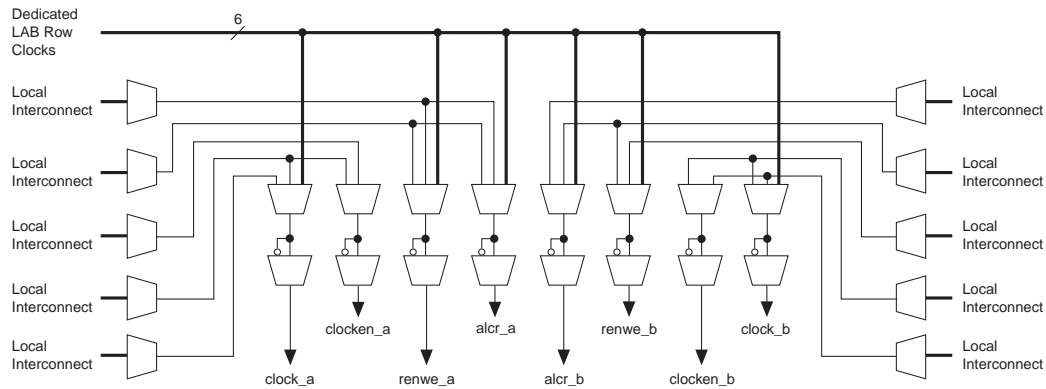 Dedicated
LAB Row
Clocks
6
Local
Interconnect
Local
Interconnect
Local
Interconnect
Local
Interconnect
Local
Interconnect
Local
Interconnect
Local
Interconnect
Local
Interconnect
Local
Interconnect
Local
Interconnect
clocken_a
alcr_a
renwe_b
clock_b
clock_a
renwe_a
alcr_b
clocken_b